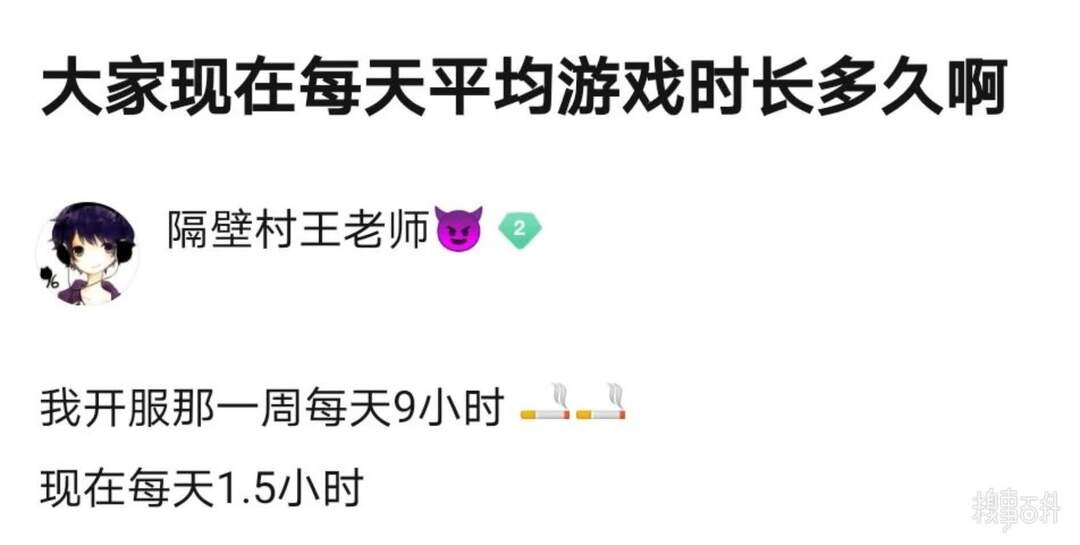 大家现在每天平均游戏时长多久啊
隔壁村王老师😈 2
%
我开服那一周每天9小时 🚬🚬
现在每天1.5小时
搜事百科